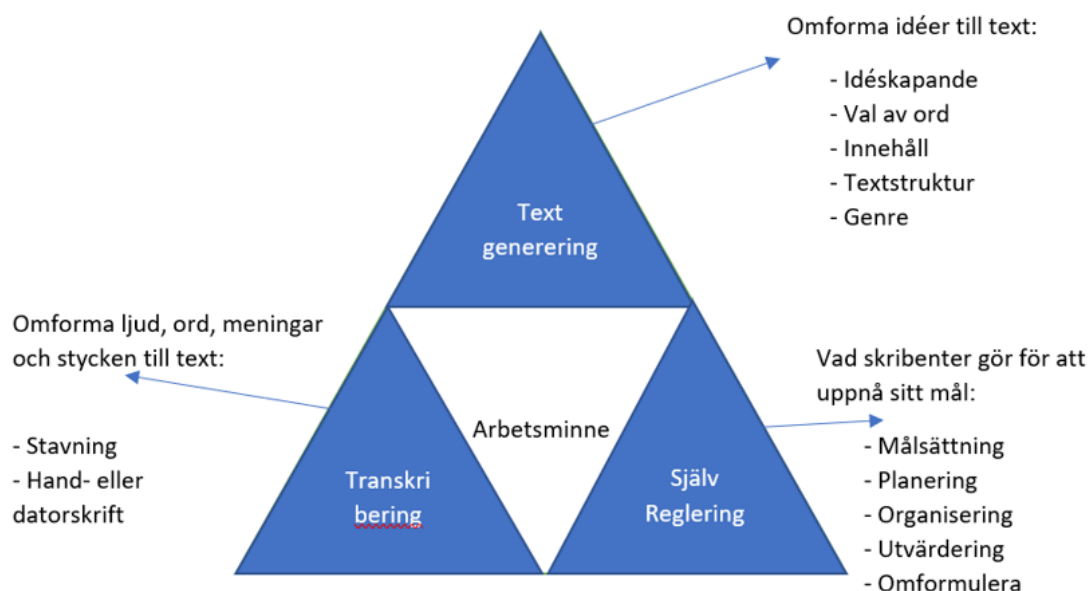 Omforma idéer till text:
- Idéskapande
- Val av ord
- Innehåll
- Textstruktur
- Genre
Text
generering
Omforma ljud, ord, meningar
och stycken till text:
- Stavning
- Hand- eller
datorskrift
Transkri
bering
Arbetsminne
Själv
Reglering
Vad skribenter gör för att
uppnå sitt mål:
- Målsättning
- Planering
- Organisering
- Utvärdering
- Omformulera